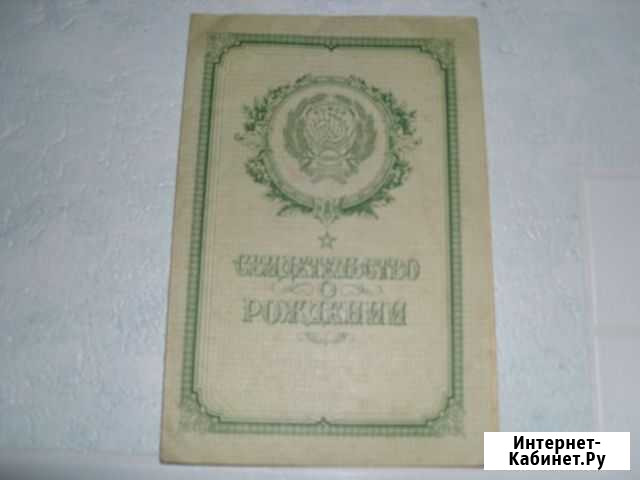 СВИДЕТЕЛЬСТВО
О
РОЖДЕНИИ
Интернет-
Кабинет.Ру